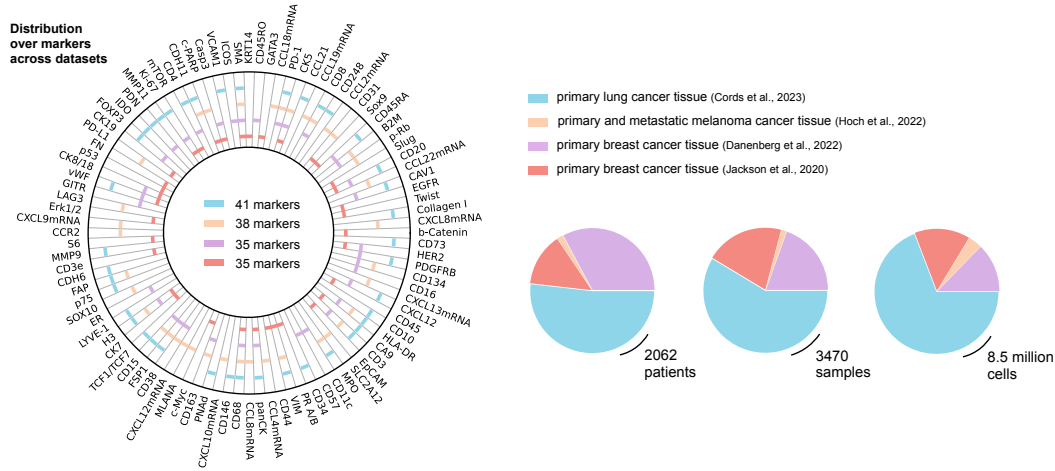 Distribution
over markers
across datasets
KRT14
CD45RO
GATA3
CCL18mRNA
PD-1
CK5
CCL21
CCL19mRNA
CD8
CD248
CCL2mRNA
CD31
Sox9
CD45RA
B2M
p-Rb
Slug
CD20
CCL22mRNA
CAV1
EGFR
Twist
Collagen I
CXCL8mRNA
b-Catenin
CD73
HER2
PDGFRB
CD134
CD16
CXCL13mRNA
CXCL12
CD45
CD10
HLA-DR
CA9
CD3
EPCAM
SLC2A12
MPO
CD11c
CD57
CD34
PR A/B
VIM
CD44
CCL4mRNA
panCK
CCL8mRNA
CD68
CD146
CXCL10mRNA
PNAd
CD163
c-Myc
MLANA
CXCL12mRNA
CD38
FSP1
CD15
TCF1/TCF7
CK7
H3
LYVE-1
ER
SOX10
p75
FAP
CDH6
CD3e
MMP9
S6
CCR2
CXCL9mRNA
Erk1/2
LAG3
GITR
vWF
CK8/18
p53
FN
PD-L1
CK19
FOXP3
IDO
PDN
MMP11
Ki-67
mTOR
CD4
CDH11
c-PARP
Casp3
VCAM1
ICOS
SMA
41 markers
38 markers
35 markers
35 markers
primary lung cancer tissue (Cords et al., 2023)
primary and metastatic melanoma cancer tissue (Hoch et al., 2022)
primary breast cancer tissue (Danenberg et al., 2022)
primary breast cancer tissue (Jackson et al., 2020)
2062
patients
3470
samples
8.5 million
cells